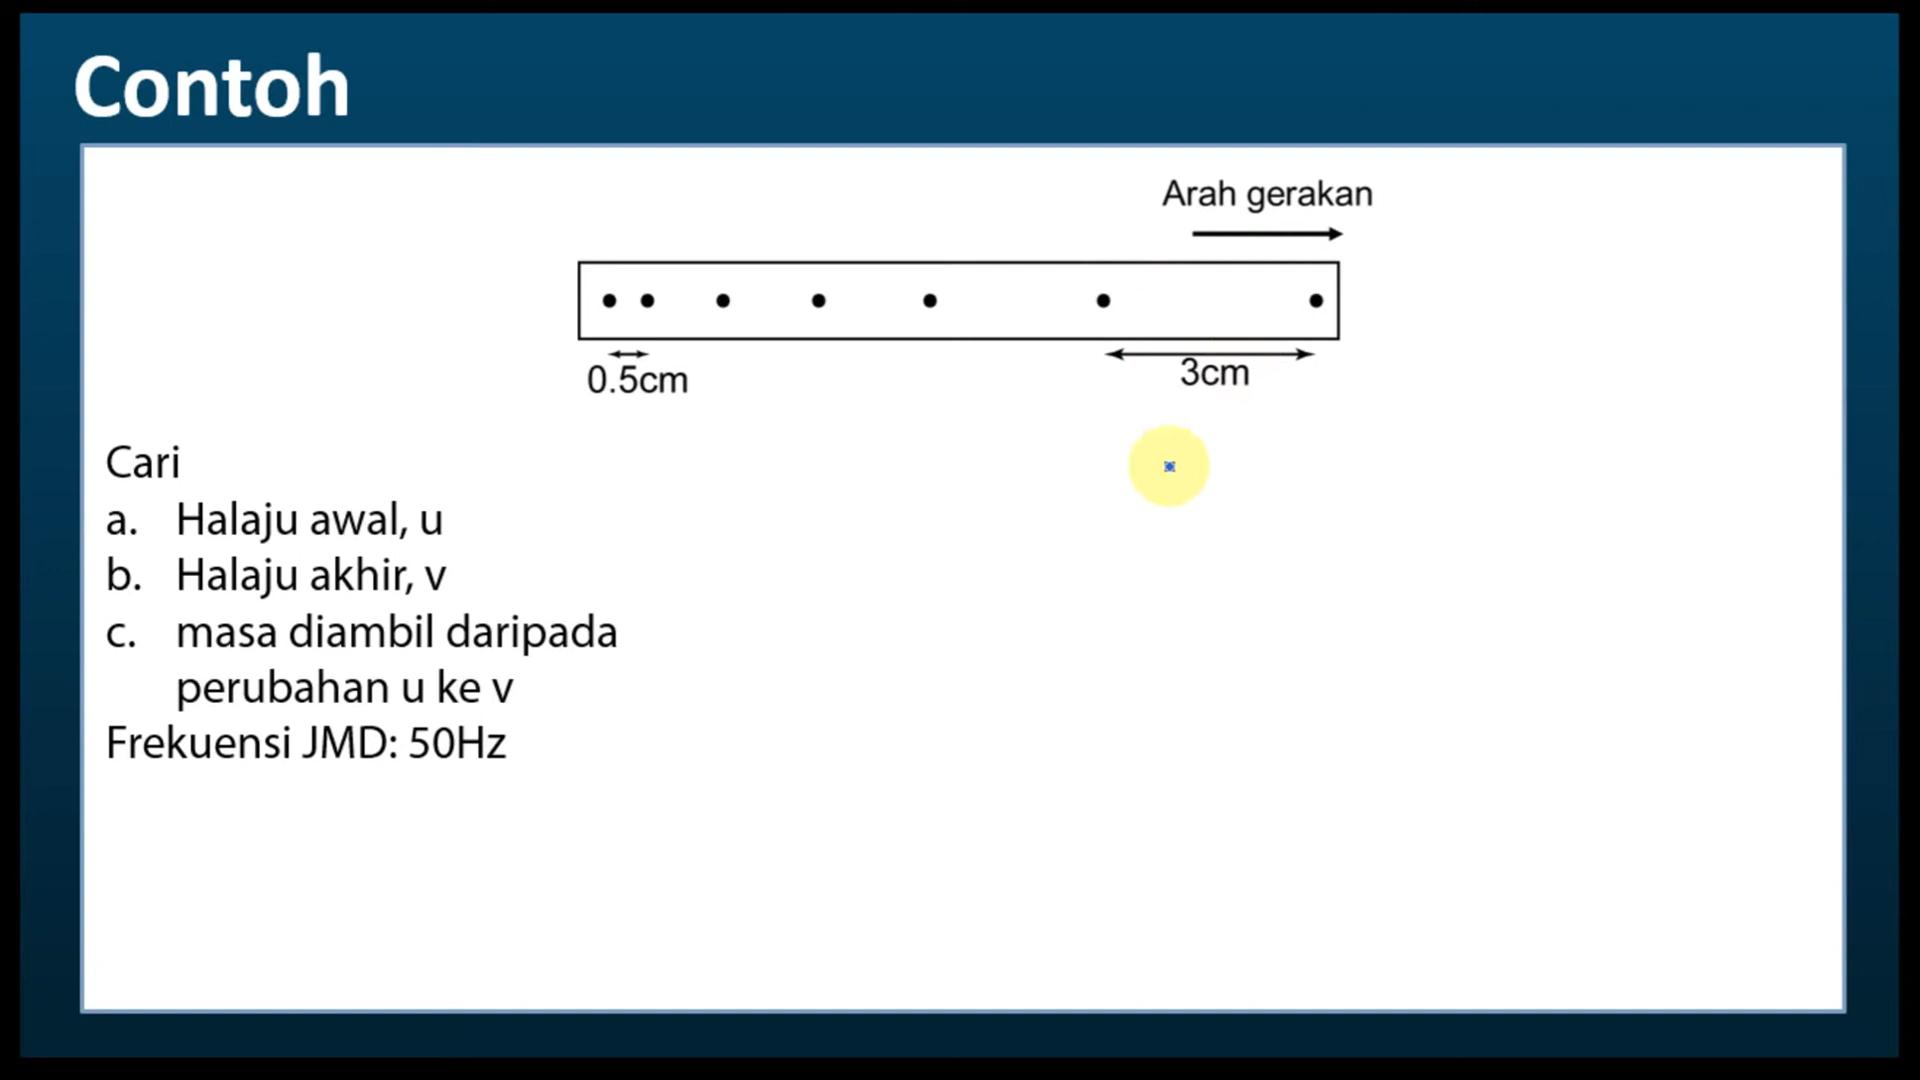 Contoh
Arah gerakan
0.5cm
3cm
Cari
a. Halaju awal, u
b. Halaju akhir, v
c. masa diambil daripada
perubahan u ke v
Frekuensi JMD: 50Hz